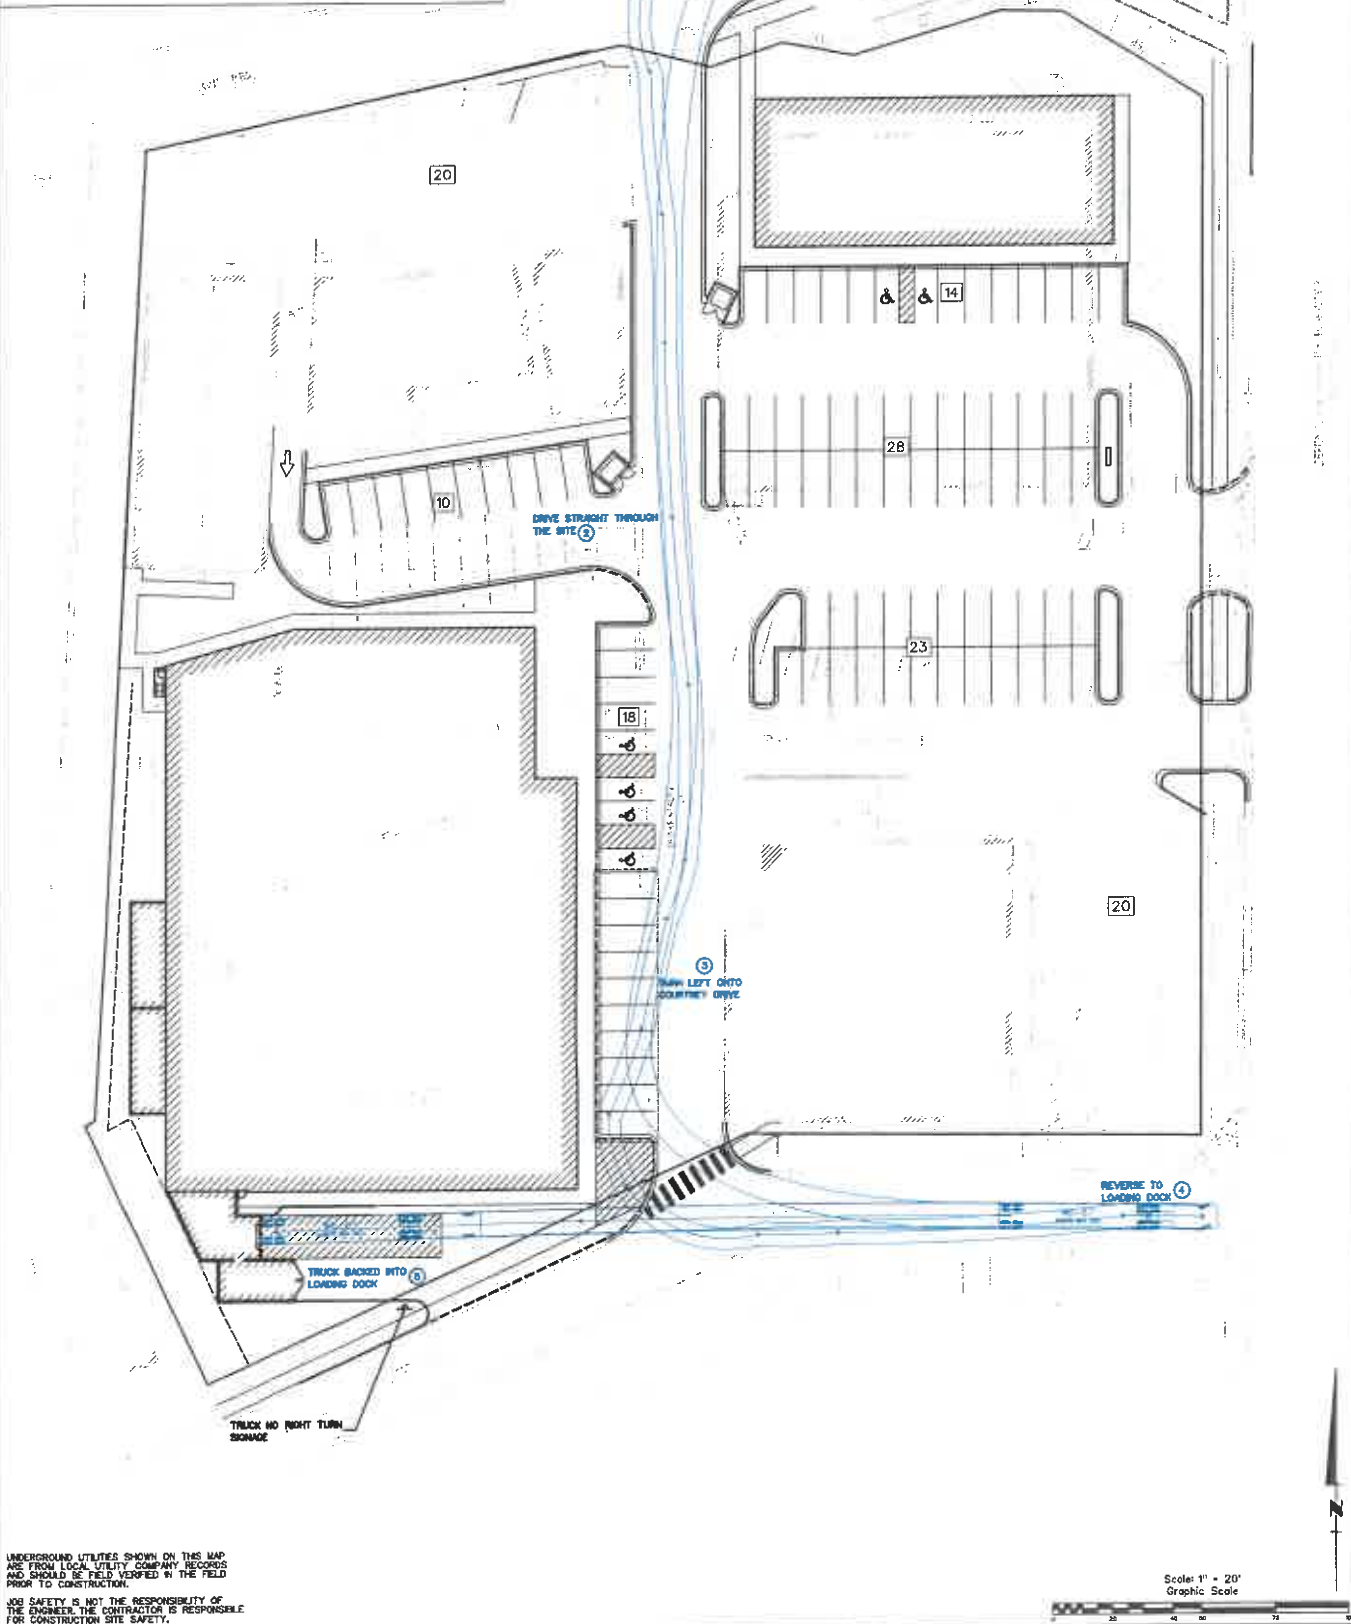 20
14
28
10
DRIVE STRAIGHT THROUGH
THE SITE 2
23
18
20
3
TURN LEFT ONTO
COURTNEY DRIVE
REVERSE TO
LOADING DOCK 4
TRUCK BACKED INTO
LOADING DOCK 5
TRUCK NO RIGHT TURN
SIGNAGE
N
UNDERGROUND UTILITIES SHOWN ON THIS MAP
ARE FROM LOCAL UTILITY COMPANY RECORDS
AND SHOULD BE FIELD VERIFIED IN THE FIELD
PRIOR TO CONSTRUCTION.
JOB SAFETY IS NOT THE RESPONSIBILITY OF
THE ENGINEER. THE CONTRACTOR IS RESPONSIBLE
FOR CONSTRUCTION SITE SAFETY.
Scale: 1" = 20'
Graphic Scale
20 40